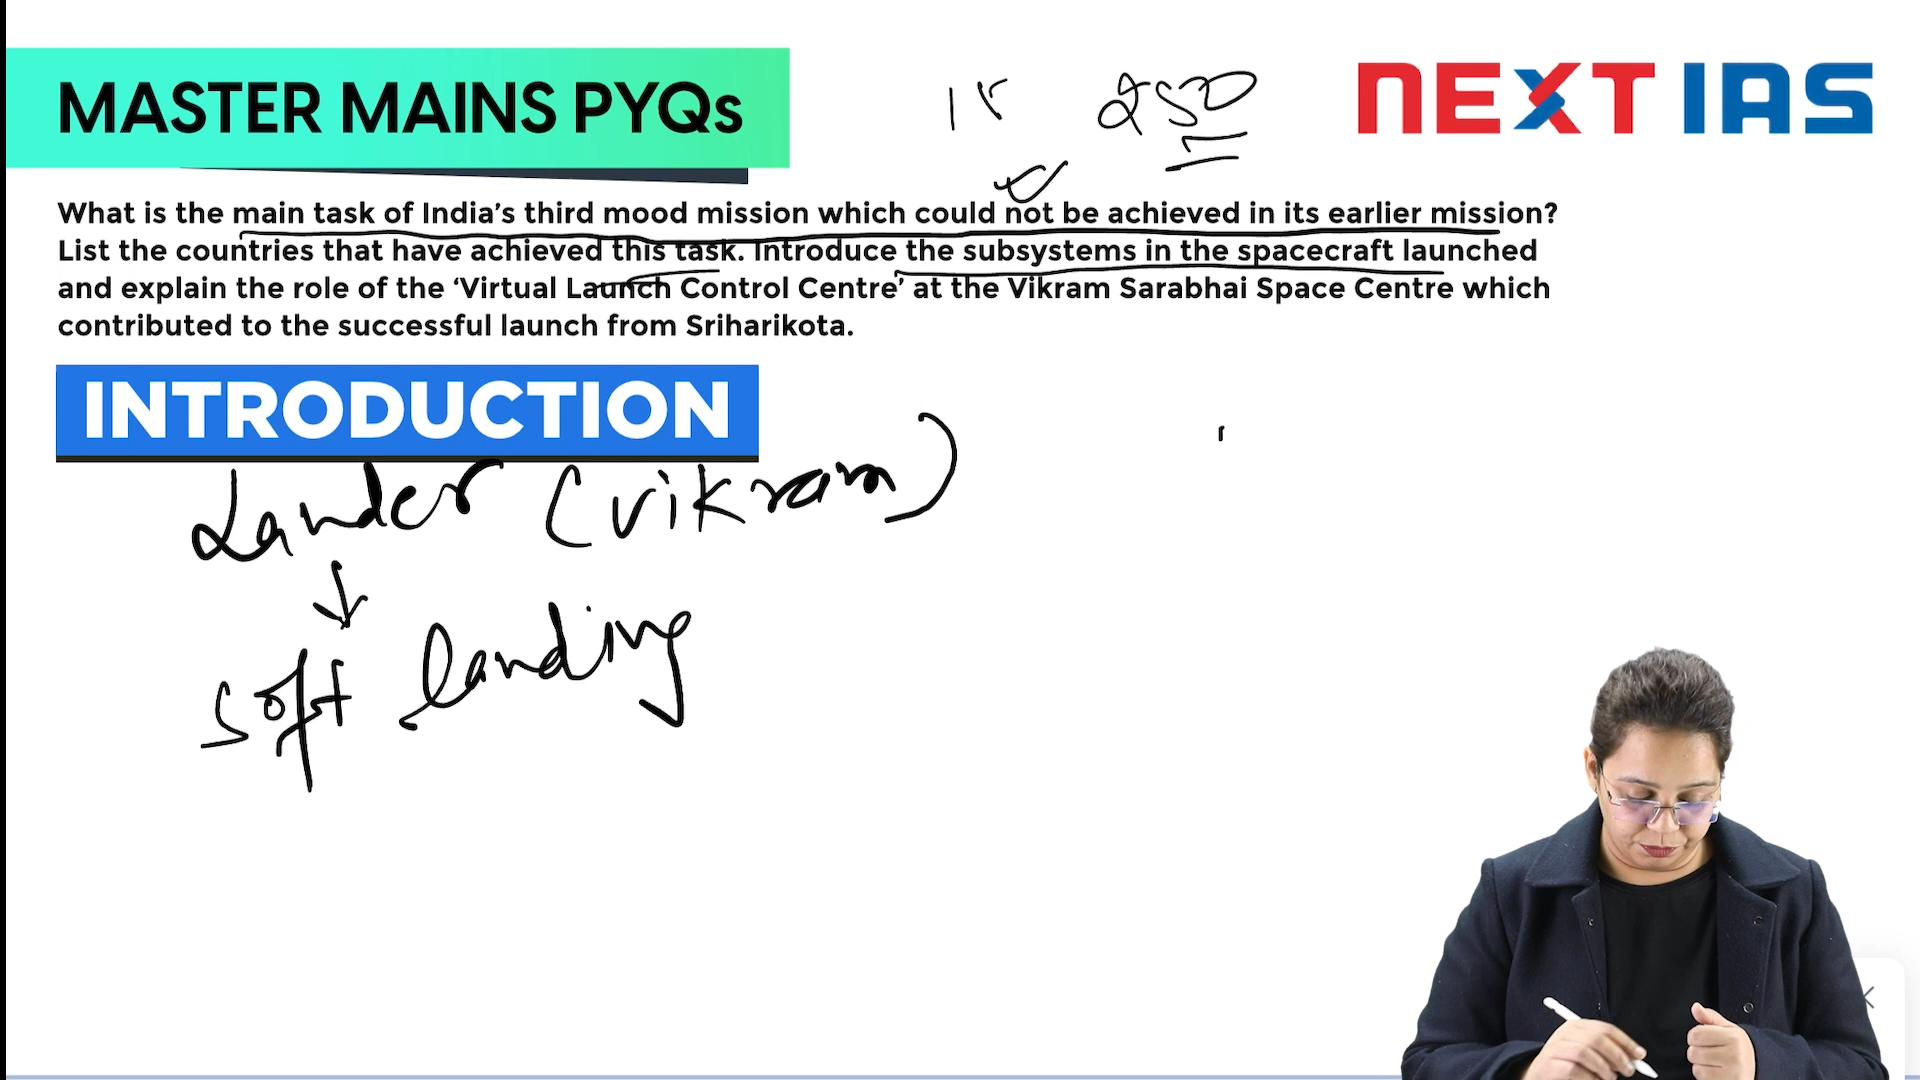 MASTER MAINS PYQs
15 250
NEXT IAS
What is the main task of India's third mood mission which could not be achieved in its earlier mission?
List the countries that have achieved this task. Introduce the subsystems in the spacecraft launched
and explain the role of the 'Virtual Launch Control Centre' at the Vikram Sarabhai Space Centre which
contributed to the successful launch from Sriharikota.
INTRODUCTION
Lander (vikram)
soft landing